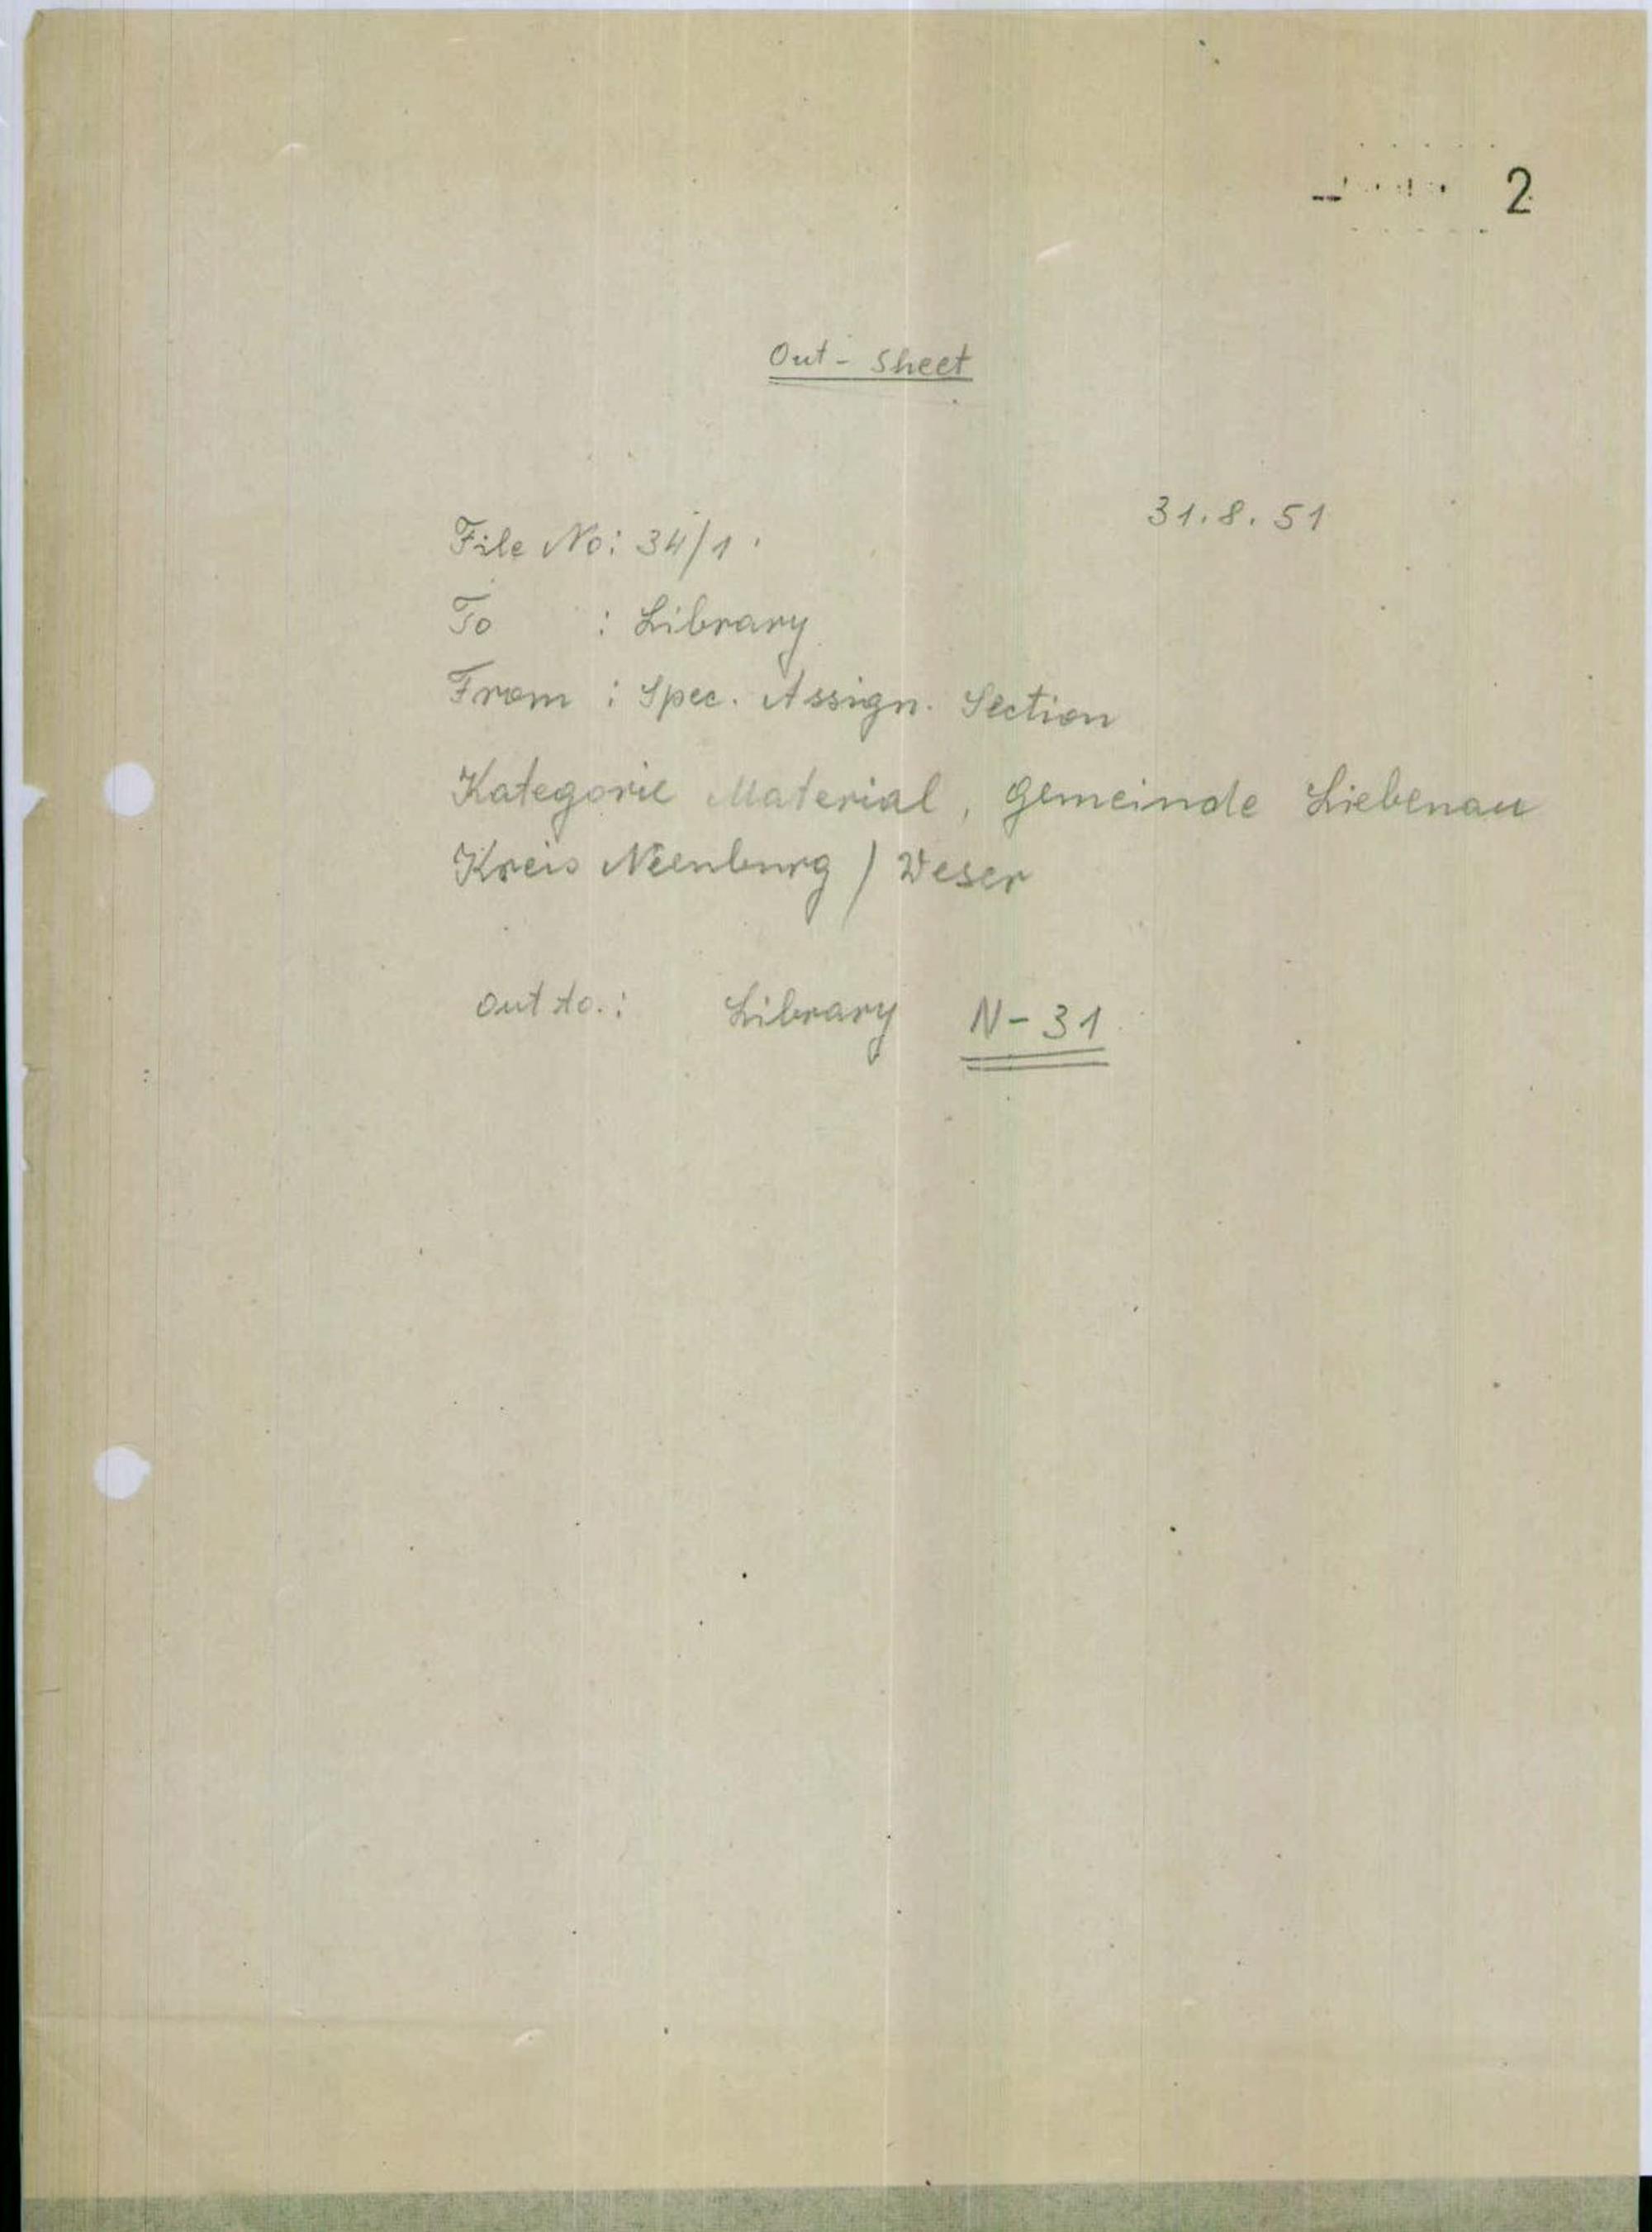 2
Out - Sheet
31.8.51
File No: 34/1
To : Library
From : Spec. Assign. Section
Kategorie Material, Gemeinde Liebenau
Kreis Nienburg / Weser
Out to.: Library N-31